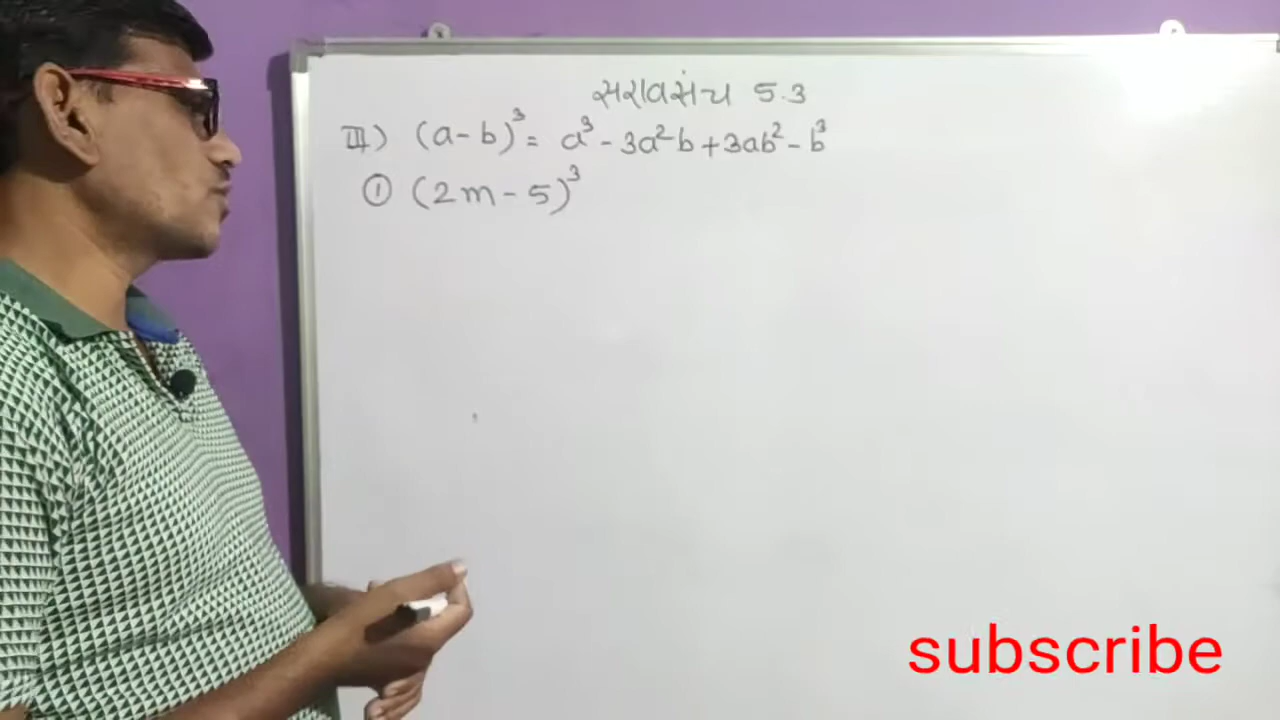 સરાવસંચ 5.3
III) (a-b)³ = a³ - 3a²b + 3ab² - b³
① (2m - 5)³
subscribe